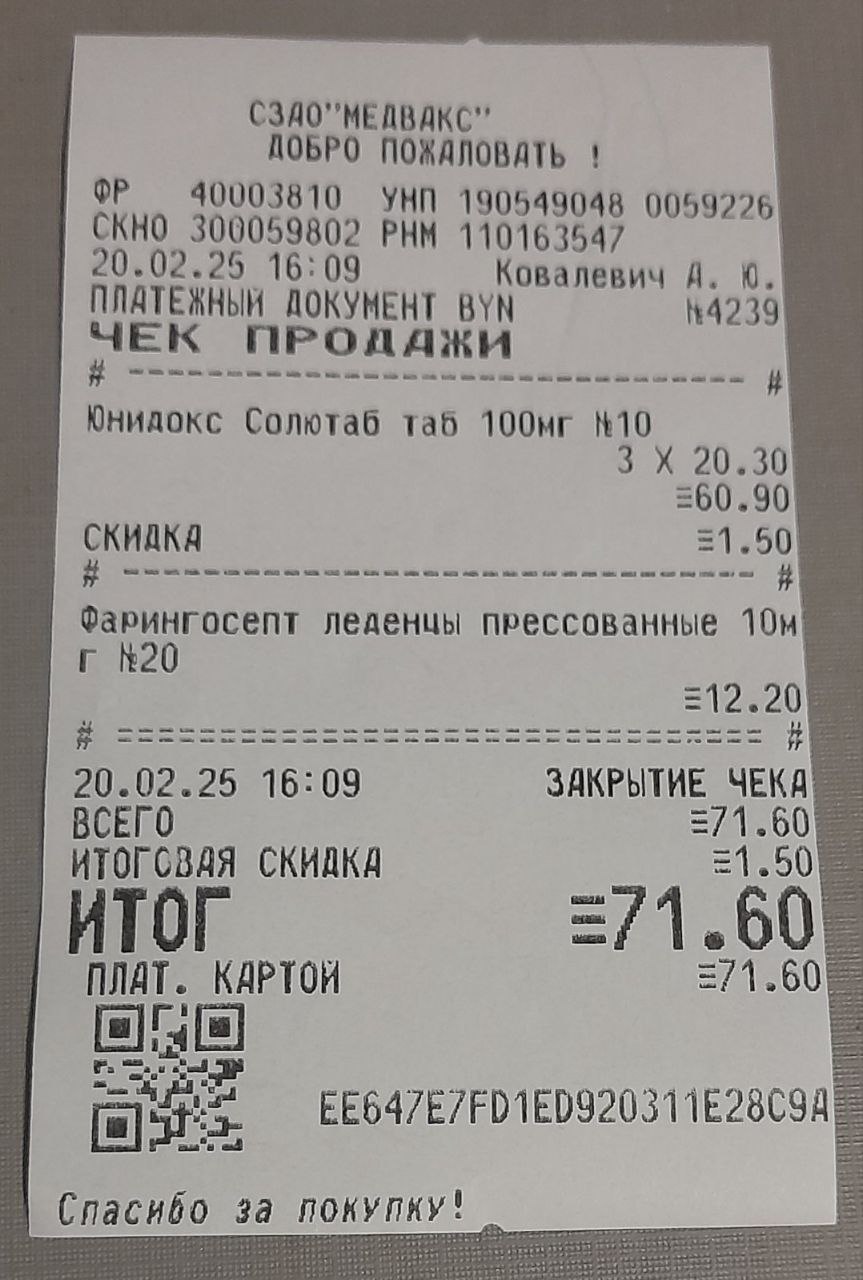 СЗАО"МЕДВАКС"
ДОБРО ПОЖАЛОВАТЬ !
ФР 40003810 УНП 190549048 0059226
СКНО 300059802 РНМ 110163547
20.02.25 16:09 Ковалевич А. Ю.
ПЛАТЕЖНЫЙ ДОКУМЕНТ BYN №4239
ЧЕК ПРОДАЖИ
# -------------------------------- #
Юнидокс Солютаб таб 100мг №10
3 X 20.30
≡60.90
СКИДКА ≡1.50
# -------------------------------- #
Фарингосепт леденцы прессованные 10м
г №20
≡12.20
# ================================ #
20.02.25 16:09 ЗАКРЫТИЕ ЧЕКА
ВСЕГО ≡71.60
ИТОГОВАЯ СКИДКА ≡1.50
ИТОГ ≡71.60
ПЛАТ. КАРТОЙ ≡71.60
EE647E7FD1ED920311E28C9A
Спасибо за покупку!